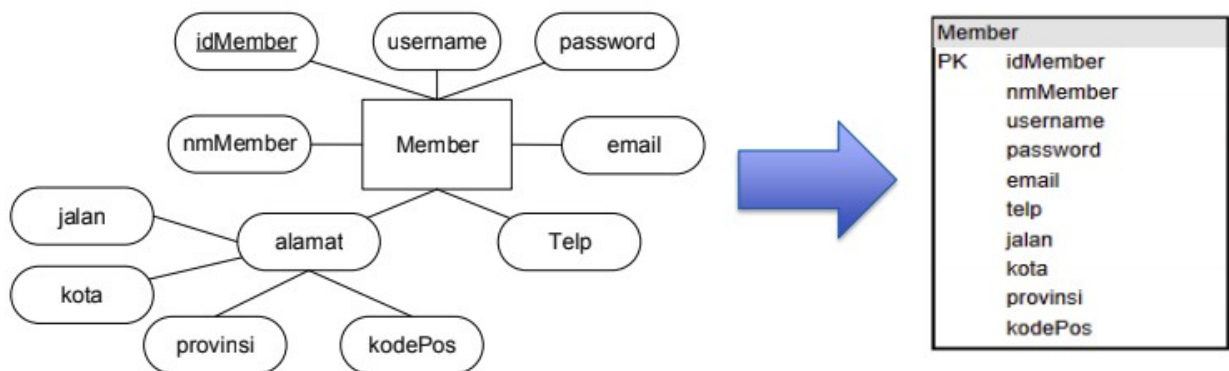 idMember
username
password
nmMember
Member
email
jalan
alamat
Telp
kota
provinsi
kodePos
Member
PK idMember
nmMember
username
password
email
telp
jalan
kota
provinsi
kodePos